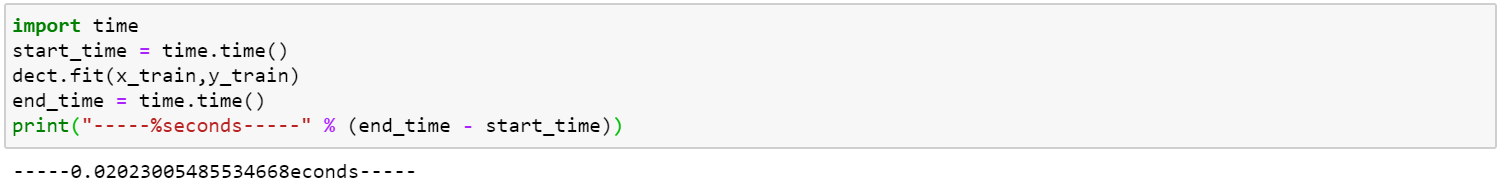 import time
start_time = time.time()
dect.fit(x_train,y_train)
end_time = time.time()
print("-----%seconds-----" % (end_time - start_time))
-----0.02023005485534668econds-----